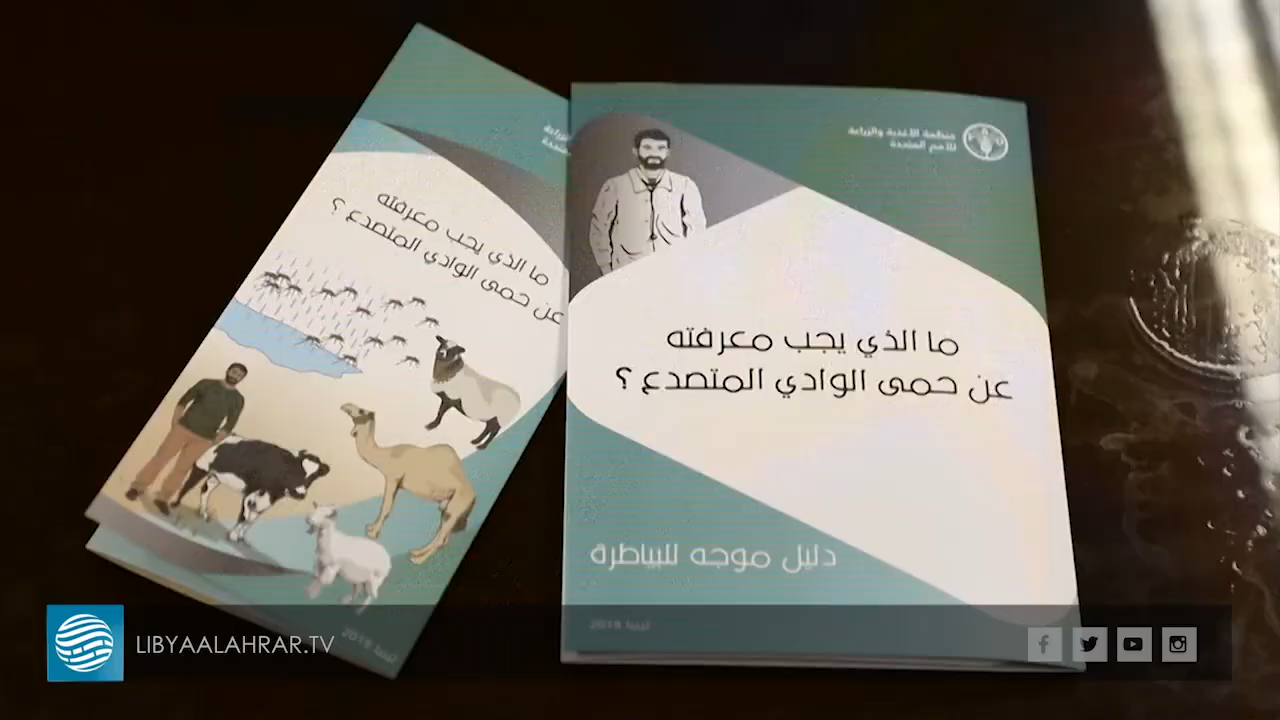 منظمة الأغذية والزراعة
للأمم المتحدة
ما الذي يجب معرفته
عن حمى الوادي المتصدع ؟
دليل موجه للبياطرة
ليبيا 2019
ما الذي يجب معرفته
عن حمى الوادي المتصدع ؟
ليبيا 2019
LIBYAALAHRAR.TV